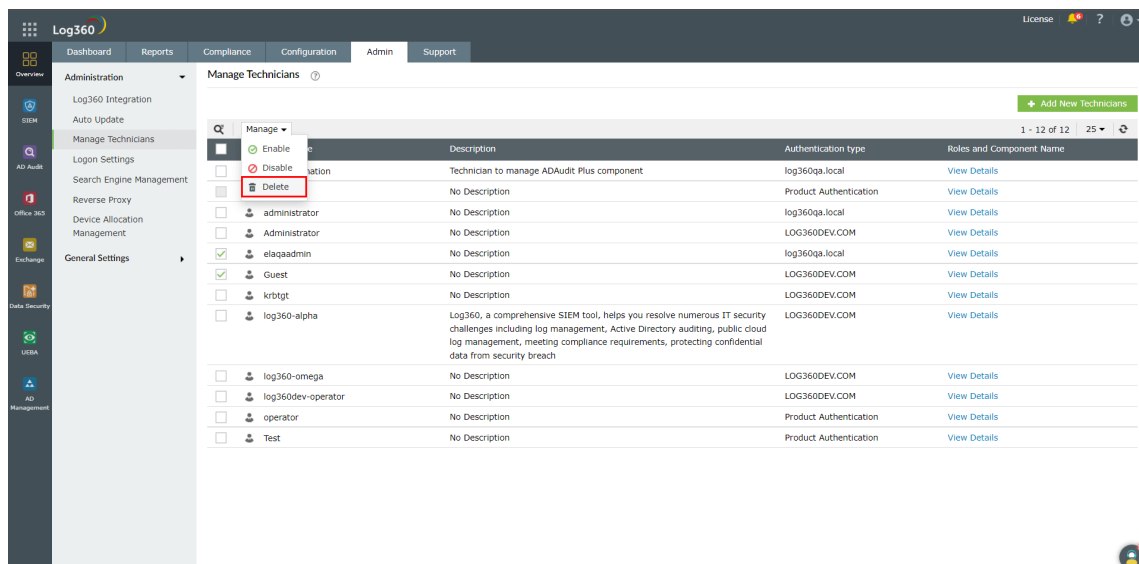 License 6 ?
Log360
Dashboard Reports Compliance Configuration Admin Support
Overview
SIEM
AD Audit
Office 365
Exchange
Data Security
UEBA
AD
Management
Administration
Log360 Integration
Auto Update
Manage Technicians
Logon Settings
Search Engine Management
Reverse Proxy
Device Allocation
Management
General Settings
Manage Technicians ?
+ Add New Technicians
Manage 1 - 12 of 12 25
Enable
Disable
Delete
e Description Authentication type Roles and Component Name
nation Technician to manage ADAudit Plus component log360qa.local View Details
No Description Product Authentication View Details
administrator No Description log360qa.local View Details
Administrator No Description LOG360DEV.COM View Details
elaqaadmin No Description log360qa.local View Details
Guest No Description LOG360DEV.COM View Details
krbtgt No Description LOG360DEV.COM View Details
log360-alpha Log360, a comprehensive SIEM tool, helps you resolve numerous IT security LOG360DEV.COM View Details
challenges including log management, Active Directory auditing, public cloud
log management, meeting compliance requirements, protecting confidential
data from security breach
log360-omega No Description LOG360DEV.COM View Details
log360dev-operator No Description LOG360DEV.COM View Details
operator No Description Product Authentication View Details
Test No Description Product Authentication View Details